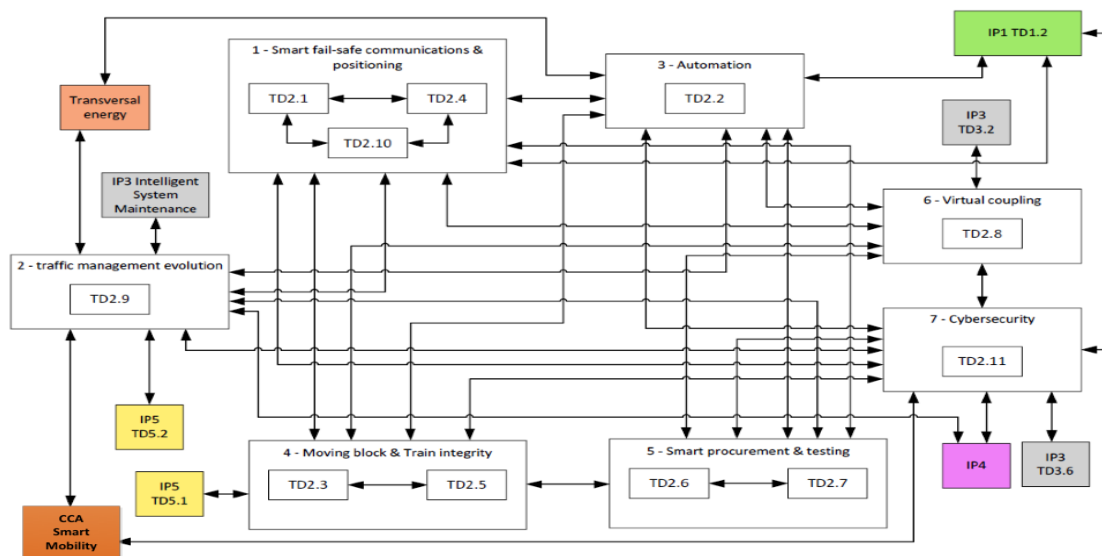 1 - Smart fail-safe communications &
positioning
TD2.1
TD2.4
TD2.10
3 - Automation
TD2.2
IP1 TD1.2
Transversal
energy
IP3
TD3.2
IP3 Intelligent
System
Maintenance
6 - Virtual coupling
TD2.8
2 - traffic management evolution
TD2.9
7 - Cybersecurity
TD2.11
IP5
TD5.2
4 - Moving block & Train integrity
TD2.3
TD2.5
5 - Smart procurement & testing
TD2.6
TD2.7
IP4
IP3
TD3.6
IP5
TD5.1
CCA
Smart
Mobility